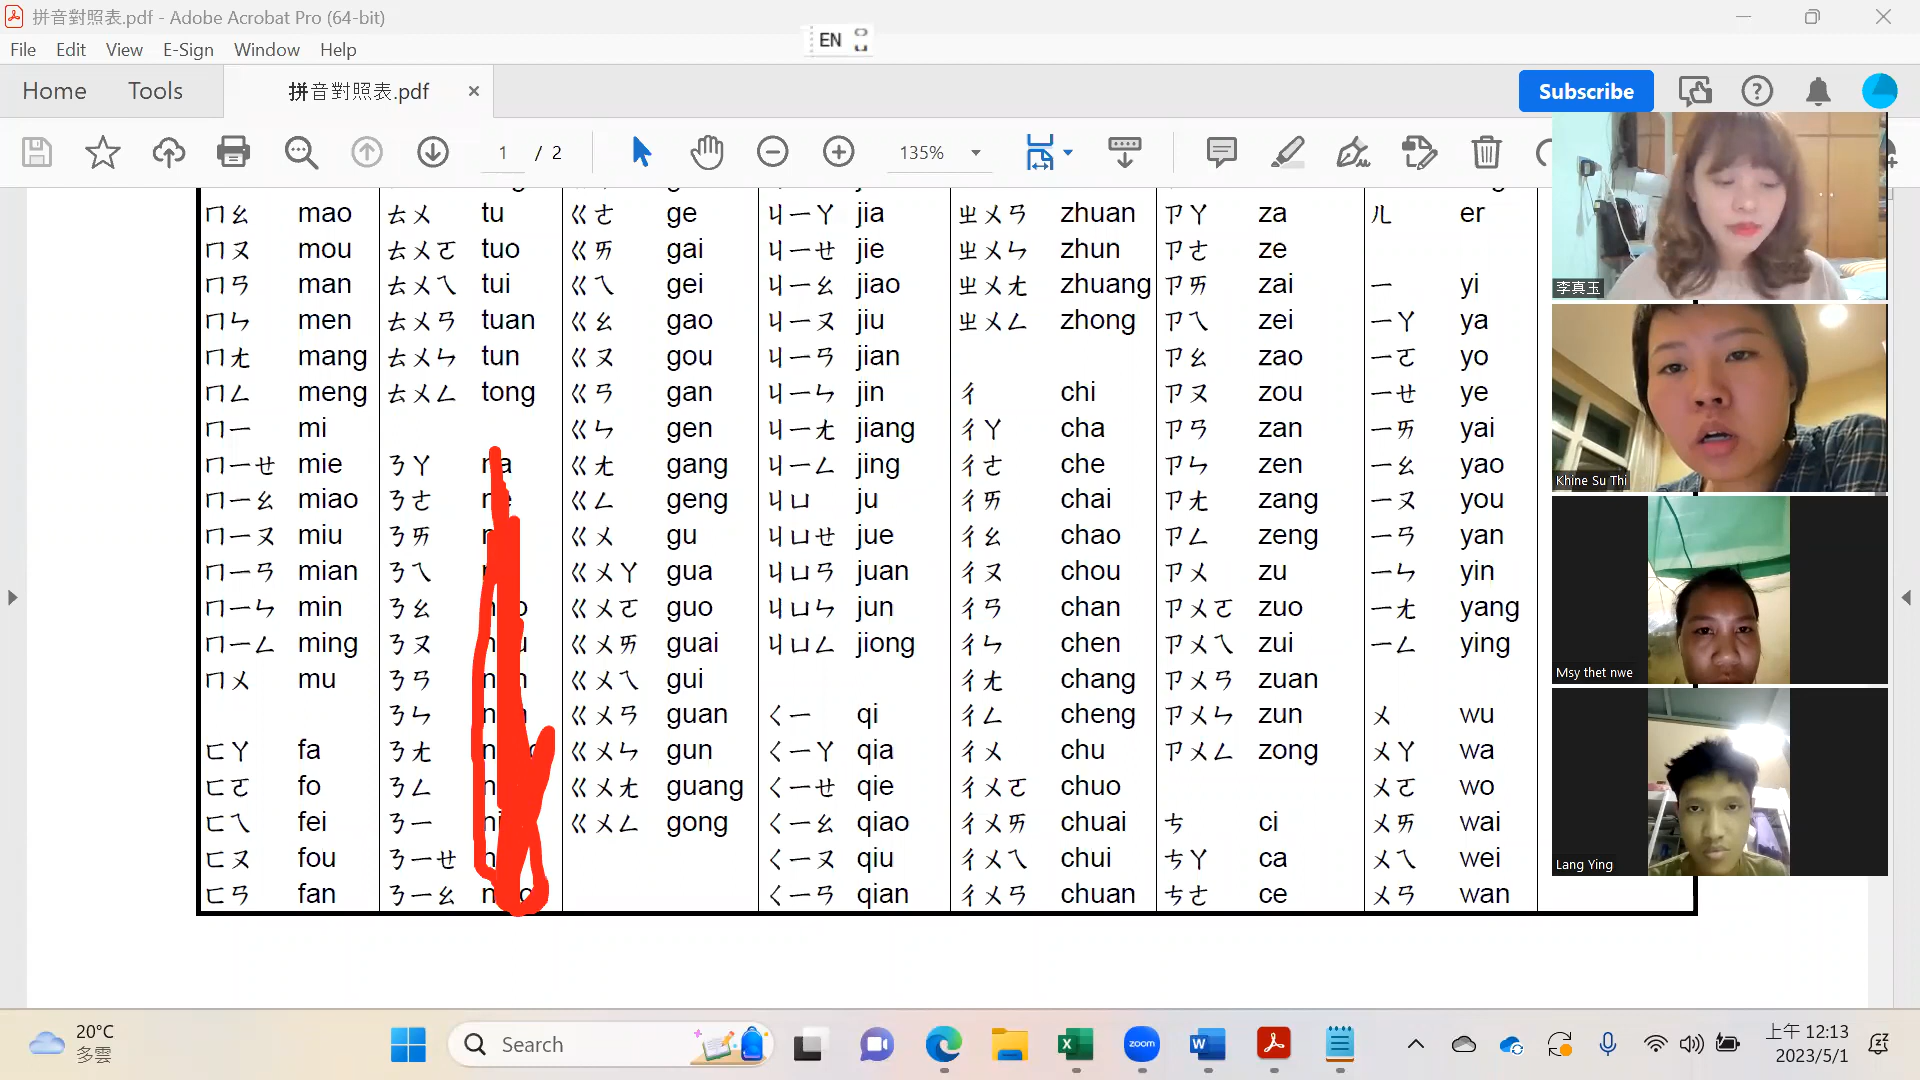 拼音對照表.pdf - Adobe Acrobat Pro (64-bit)
File Edit View E-Sign Window Help
EN
Home Tools 拼音對照表.pdf × Subscribe
1 / 2 135%
ㄇㄠ mao ㄊㄨ tu ㄍㄜ ge ㄐㄧㄚ jia ㄓㄨㄢ zhuan ㄗㄚ za ㄦ er
ㄇㄡ mou ㄊㄨㄛ tuo ㄍㄞ gai ㄐㄧㄝ jie ㄓㄨㄣ zhun ㄗㄜ ze
ㄇㄢ man ㄊㄨㄟ tui ㄍㄟ gei ㄐㄧㄠ jiao ㄓㄨㄤ zhuang ㄗㄞ zai ㄧ yi
ㄇㄣ men ㄊㄨㄢ tuan ㄍㄠ gao ㄐㄧㄡ jiu ㄓㄨㄥ zhong ㄗㄟ zei ㄧㄚ ya
ㄇㄤ mang ㄊㄨㄣ tun ㄍㄡ gou ㄐㄧㄢ jian ㄗㄠ zao ㄧㄛ yo
ㄇㄥ meng ㄊㄨㄥ tong ㄍㄢ gan ㄐㄧㄣ jin ㄔ chi ㄗㄡ zou ㄧㄝ ye
ㄇㄧ mi ㄍㄣ gen ㄐㄧㄤ jiang ㄔㄚ cha ㄗㄢ zan ㄧㄞ yai
ㄇㄧㄝ mie ㄋㄚ na ㄍㄤ gang ㄐㄧㄥ jing ㄔㄜ che ㄗㄣ zen ㄧㄠ yao
ㄇㄧㄠ miao ㄋㄜ ne ㄍㄥ geng ㄐㄩ ju ㄔㄞ chai ㄗㄤ zang ㄧㄡ you
ㄇㄧㄡ miu ㄋㄞ ㄍㄨ gu ㄐㄩㄝ jue ㄔㄠ chao ㄗㄥ zeng ㄧㄢ yan
ㄇㄧㄢ mian ㄋㄟ ㄍㄨㄚ gua ㄐㄩㄢ juan ㄔㄡ chou ㄗㄨ zu ㄧㄣ yin
ㄇㄧㄣ min ㄋㄠ ㄍㄨㄛ guo ㄐㄩㄣ jun ㄔㄢ chan ㄗㄨㄛ zuo ㄧㄤ yang
ㄇㄧㄥ ming ㄋㄡ ㄍㄨㄞ guai ㄐㄩㄥ jiong ㄔㄣ chen ㄗㄨㄟ zui ㄧㄥ ying
ㄇㄨ mu ㄋㄢ ㄍㄨㄟ gui ㄔㄤ chang ㄗㄨㄢ zuan
ㄋㄣ ㄍㄨㄢ guan ㄑㄧ qi ㄔㄥ cheng ㄗㄨㄣ zun ㄨ wu
ㄈㄚ fa ㄋㄤ ㄍㄨㄣ gun ㄑㄧㄚ qia ㄔㄨ chu ㄗㄨㄥ zong ㄨㄚ wa
ㄈㄛ fo ㄋㄥ ㄍㄨㄤ guang ㄑㄧㄝ qie ㄔㄨㄛ chuo ㄨㄛ wo
ㄈㄟ fei ㄋㄧ ni ㄍㄨㄥ gong ㄑㄧㄠ qiao ㄔㄨㄞ chuai ㄘ ci ㄨㄞ wai
ㄈㄡ fou ㄋㄧㄝ ㄑㄧㄡ qiu ㄔㄨㄟ chui ㄘㄚ ca ㄨㄟ wei
ㄈㄢ fan ㄋㄧㄠ ㄑㄧㄢ qian ㄔㄨㄢ chuan ㄘㄜ ce ㄨㄢ wan
李真玉
Khine Su Thi
Msy thet nwe
Lang Ying
20°C
多雲
Search
zoom
上午 12:13
2023/5/1